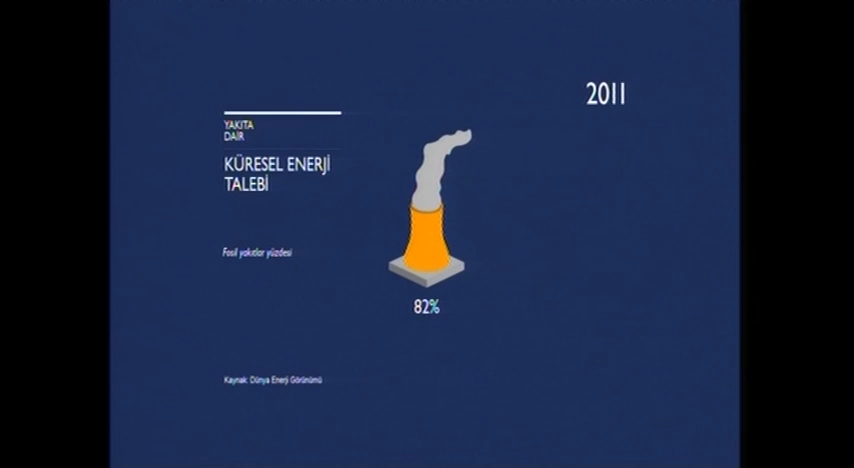 2011
YAKITA
DAİR
KÜRESEL ENERJİ
TALEBİ
Fosil yakıtlar yüzdesi
82%
Kaynak: Dünya Enerji Görünümü